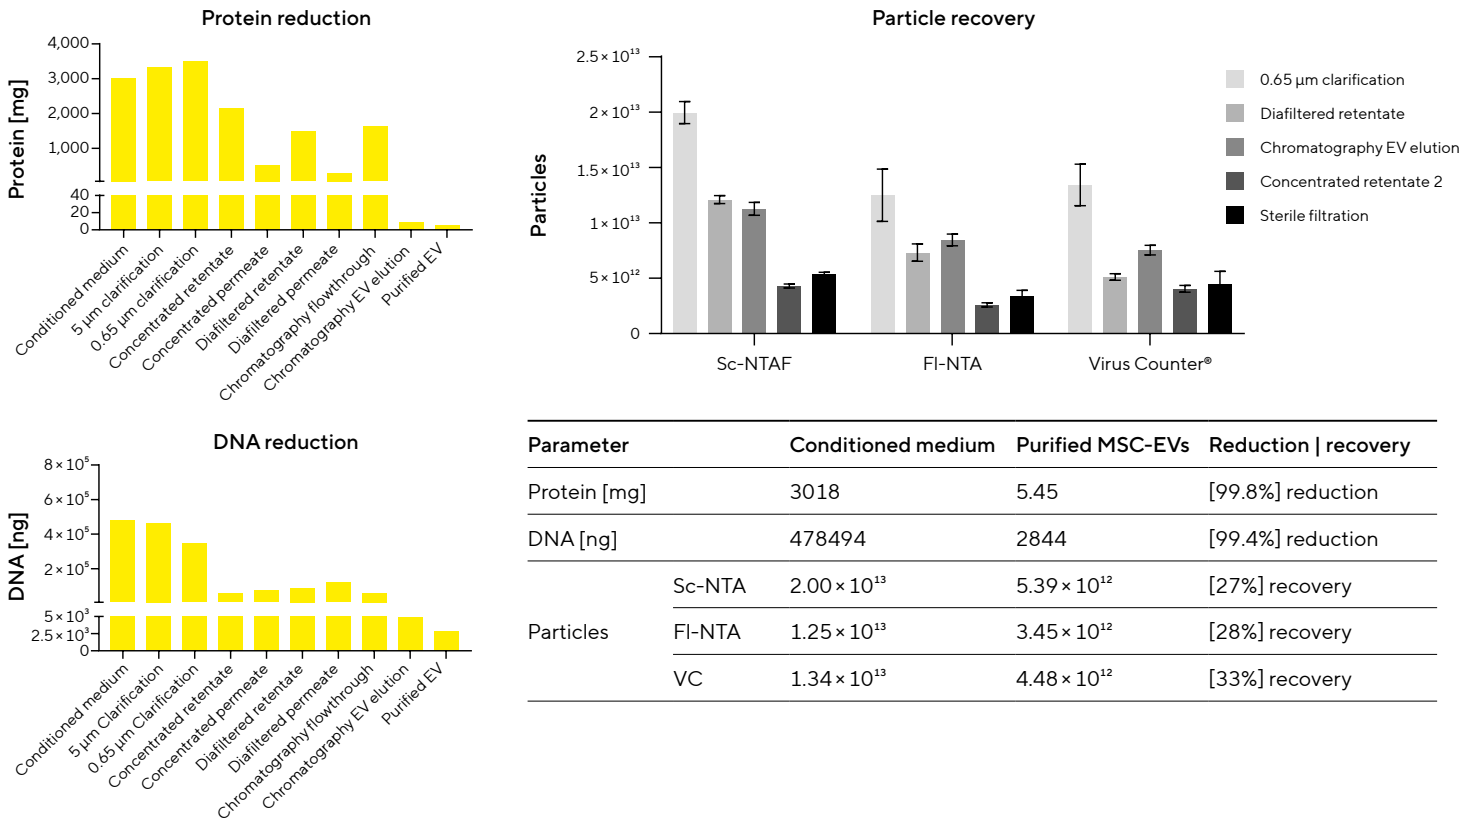 Protein reduction
Protein [mg]
4,000
3,000
2,000
1,000
40
20
0
Conditioned medium
5 µm clarification
0.65 µm clarification
Concentrated retentate
Concentrated permeate
Diafiltered retentate
Diafiltered permeate
Chromatography flowthrough
Chromatography EV elution
Purified EV
Particle recovery
Particles
2.5 × 10¹³
2 × 10¹³
1.5 × 10¹³
1 × 10¹³
5 × 10¹²
0
Sc-NTAF
Fl-NTA
Virus Counter®
0.65 µm clarification
Diafiltered retentate
Chromatography EV elution
Concentrated retentate 2
Sterile filtration
DNA reduction
DNA [ng]
8 × 10⁵
6 × 10⁵
4 × 10⁵
2 × 10⁵
5 × 10³
2.5 × 10³
0
Conditioned medium
5 µm Clarification
0.65 µm Clarification
Concentrated retentate
Concentrated permeate
Diafiltered retentate
Diafiltered permeate
Chromatography flowthrough
Chromatography EV elution
Purified EV
Parameter Conditioned medium Purified MSC-EVs Reduction | recovery
Protein [mg] 3018 5.45 [99.8%] reduction
DNA [ng] 478494 2844 [99.4%] reduction
Sc-NTA 2.00 × 10¹³ 5.39 × 10¹² [27%] recovery
Particles Fl-NTA 1.25 × 10¹³ 3.45 × 10¹² [28%] recovery
VC 1.34 × 10¹³ 4.48 × 10¹² [33%] recovery